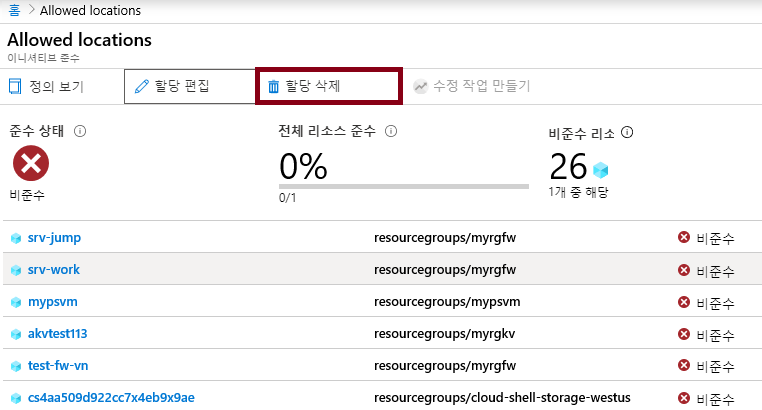 홈 > Allowed locations
Allowed locations
이니셔티브 준수
정의 보기 할당 편집 할당 삭제 수정 작업 만들기
준수 상태 전체 리소스 준수 비준수 리소
0% 26
비준수 0/1 1개 중 해당
srv-jump resourcegroups/myrgfw 비준수
srv-work resourcegroups/myrgfw 비준수
mypsvm resourcegroups/mypsvm 비준수
akvtest113 resourcegroups/myrgkv 비준수
test-fw-vn resourcegroups/myrgfw 비준수
cs4aa509d922cc7x4eb9x9ae resourcegroups/cloud-shell-storage-westus 비준수